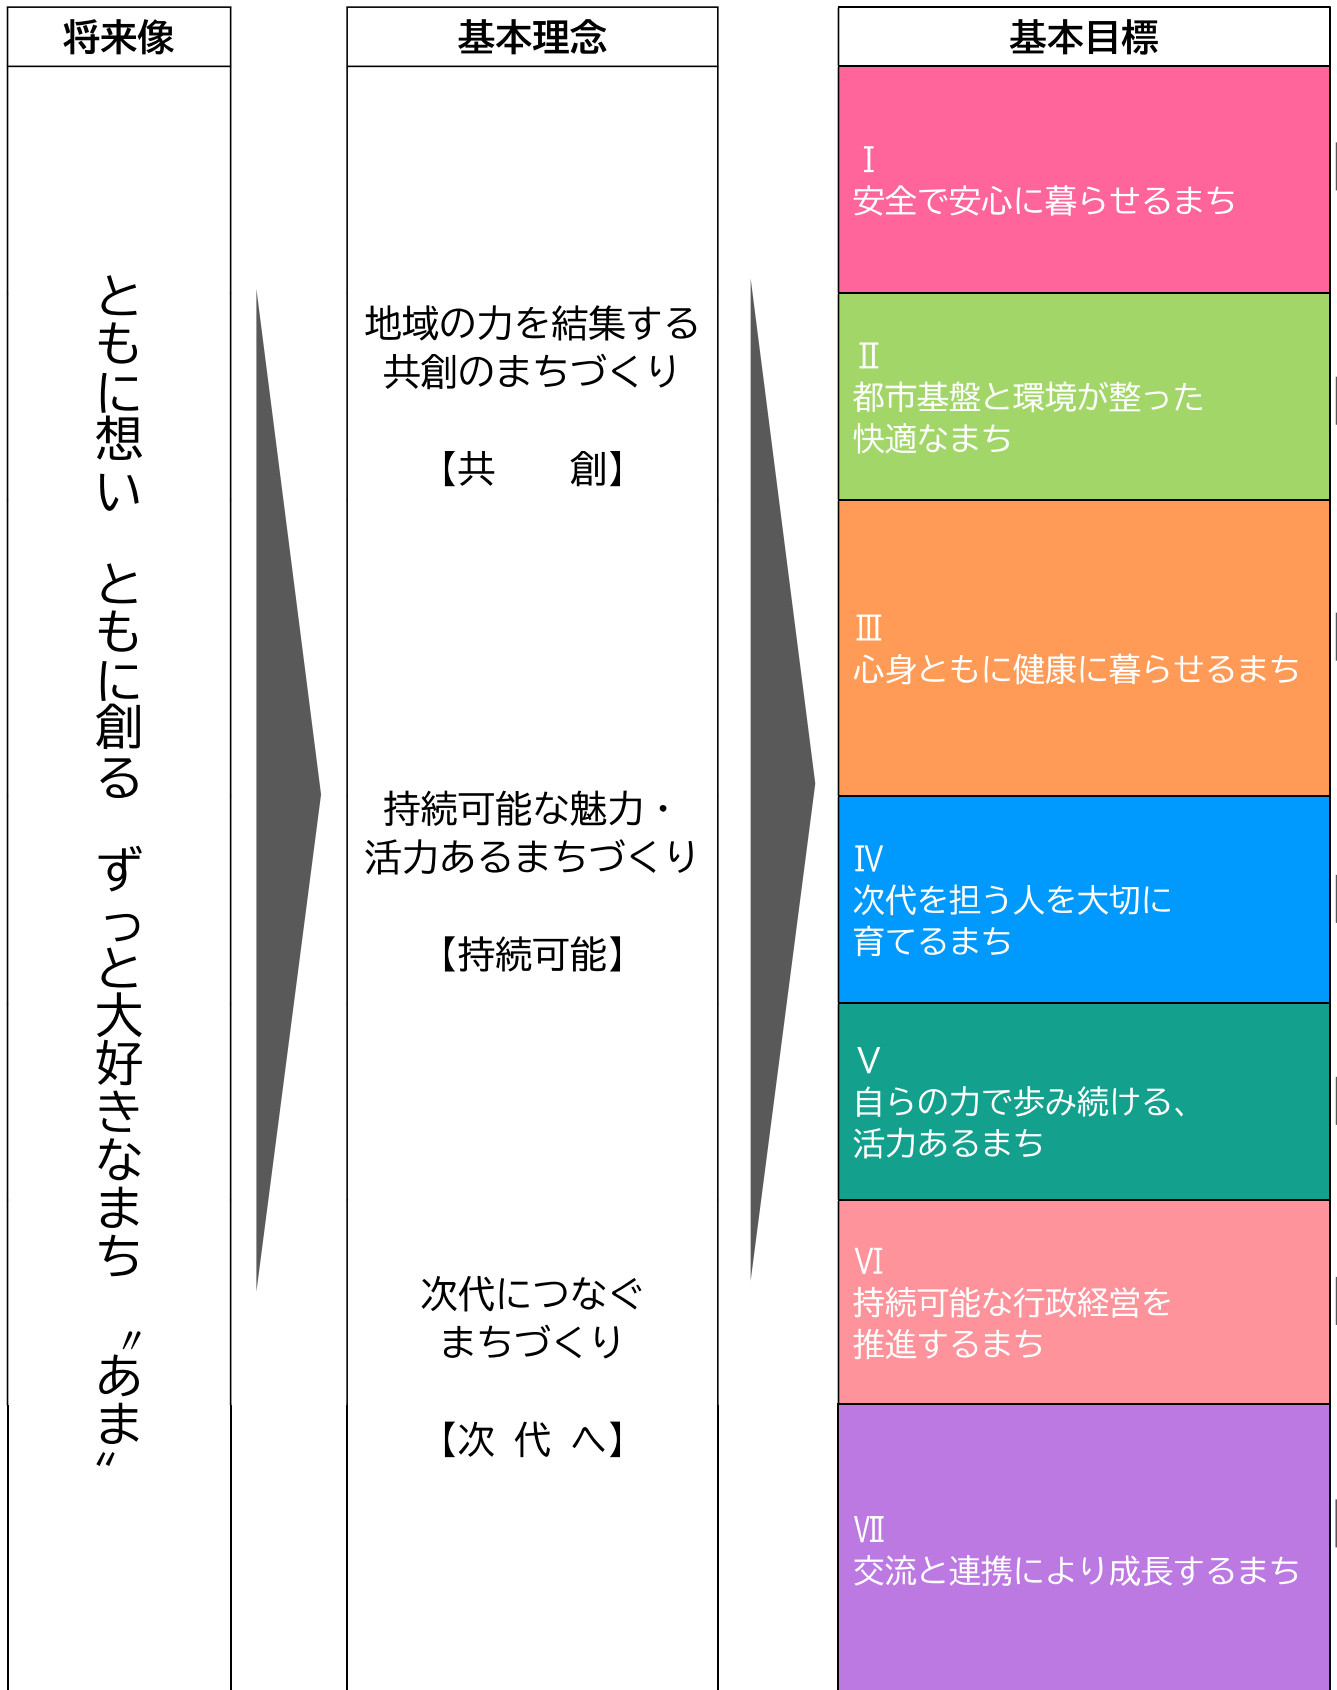 将来像
ともに想い　ともに創る　ずっと大好きなまち　〝あま〟
基本理念
地域の力を結集する
共創のまちづくり
【共　　創】
持続可能な魅力・
活力あるまちづくり
【持続可能】
次代につなぐ
まちづくり
【次 代 へ】
基本目標
Ⅰ
安全で安心に暮らせるまち
Ⅱ
都市基盤と環境が整った
快適なまち
Ⅲ
心身ともに健康に暮らせるまち
Ⅳ
次代を担う人を大切に
育てるまち
Ⅴ
自らの力で歩み続ける、
活力あるまち
Ⅵ
持続可能な行政経営を
推進するまち
Ⅶ
交流と連携により成長するまち